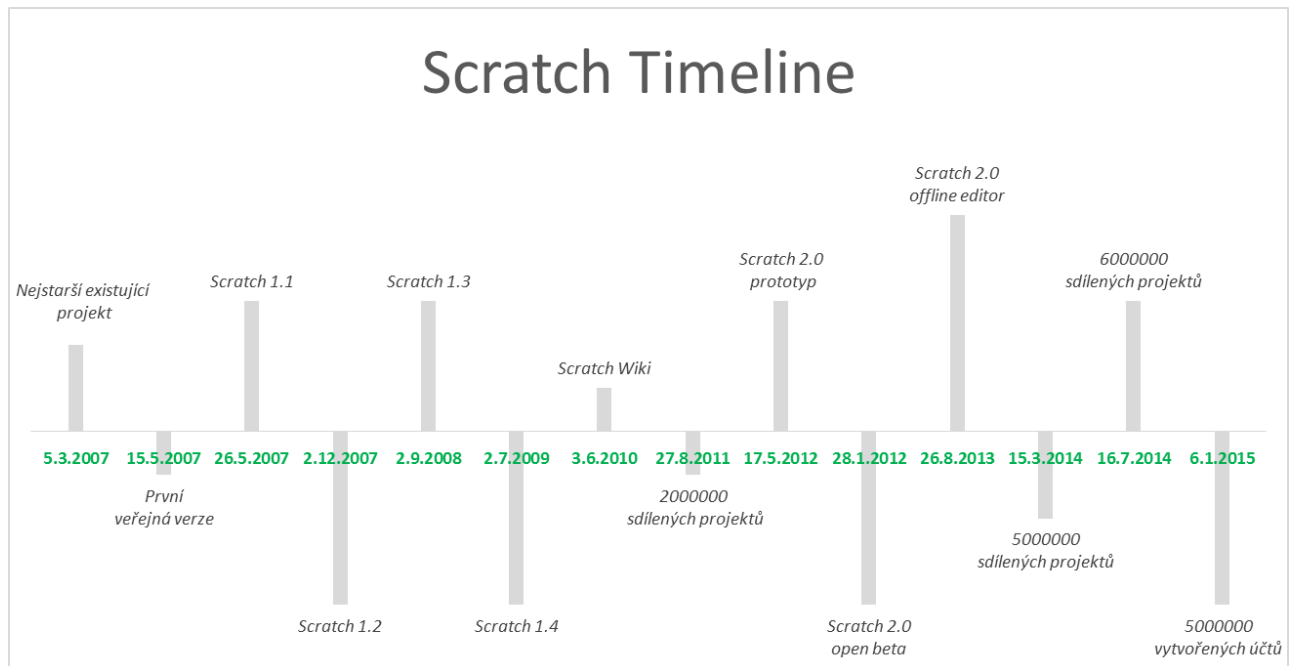 Scratch Timeline
Scratch 2.0
offline editor
Nejstarší existující
projekt
Scratch 1.1
Scratch 1.3
Scratch 2.0
prototyp
6000000
sdílených projektů
Scratch Wiki
5.3.2007 15.5.2007 26.5.2007 2.12.2007 2.9.2008 2.7.2009 3.6.2010 27.8.2011 17.5.2012 28.1.2012 26.8.2013 15.3.2014 16.7.2014 6.1.2015
První
veřejná verze
2000000
sdílených projektů
5000000
sdílených projektů
Scratch 1.2
Scratch 1.4
Scratch 2.0
open beta
5000000
vytvořených účtů